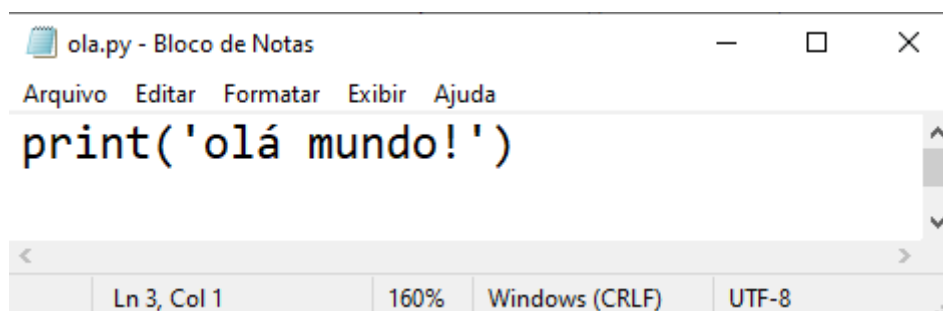 ola.py - Bloco de Notas
Arquivo Editar Formatar Exibir Ajuda
print('olá mundo!')
Ln 3, Col 1 160% Windows (CRLF) UTF-8